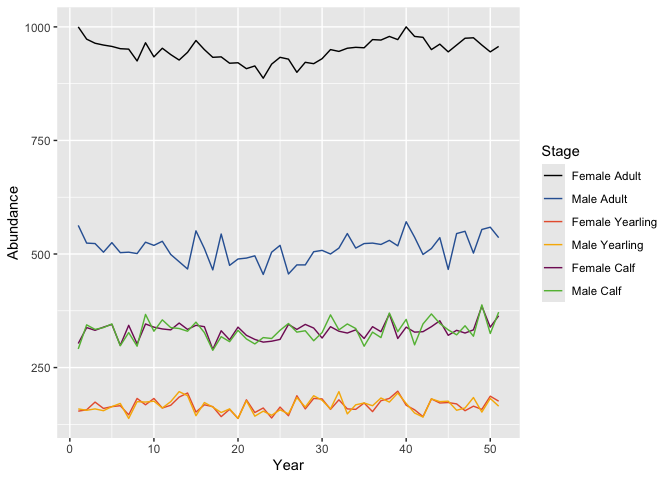 1000
750
500
250
Abundance
0
10
20
30
40
50
Year
Stage
Female Adult
Male Adult
Female Yearling
Male Yearling
Female Calf
Male Calf